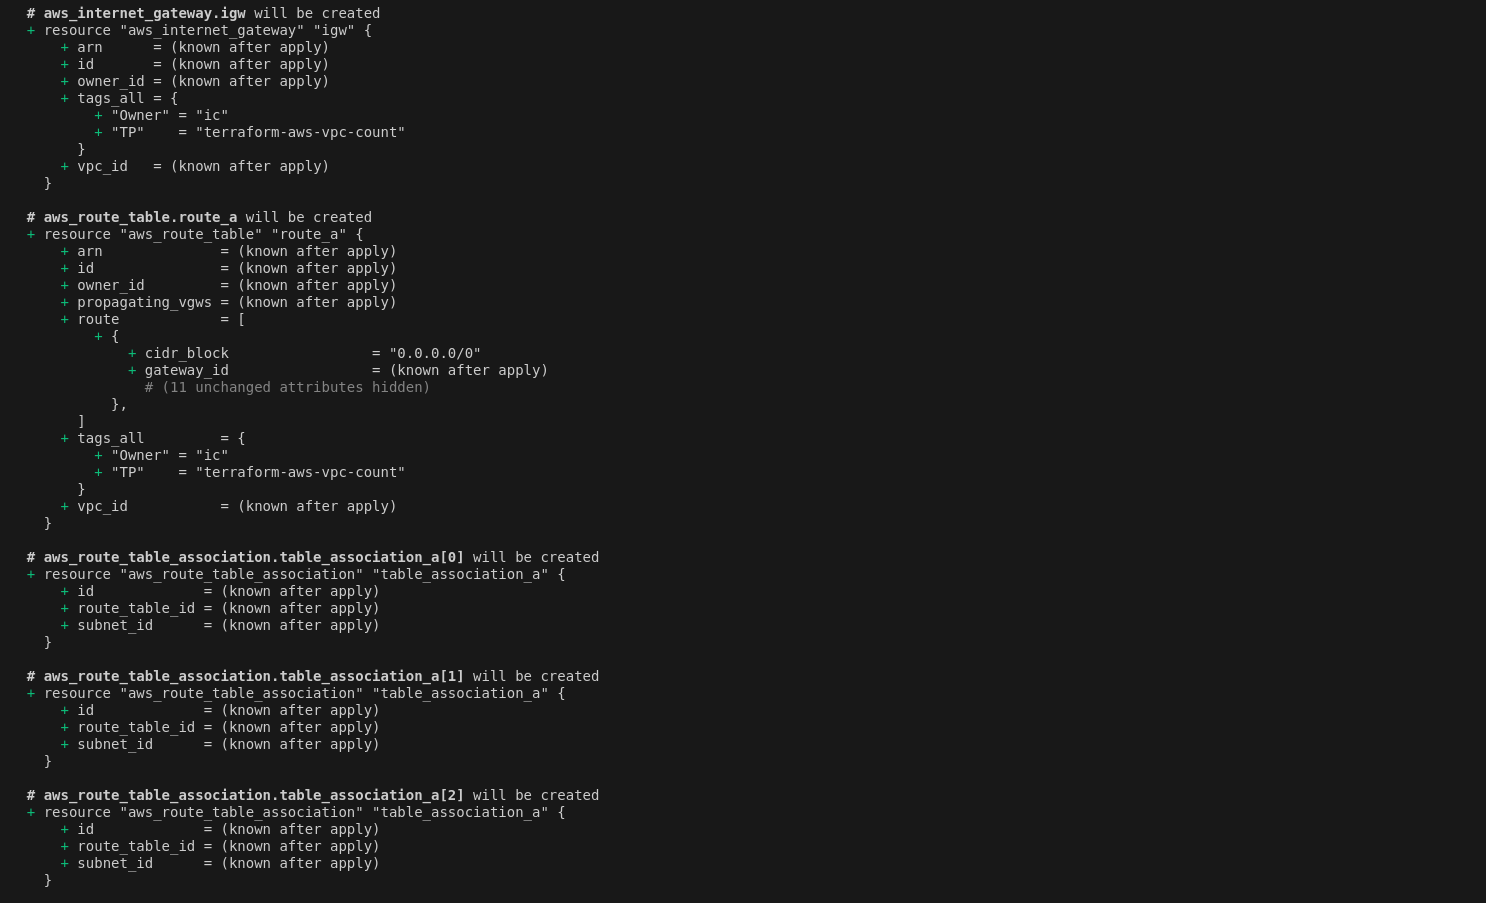 # aws_internet_gateway.igw will be created
+ resource "aws_internet_gateway" "igw" {
    + arn      = (known after apply)
    + id       = (known after apply)
    + owner_id = (known after apply)
    + tags_all = {
        + "Owner" = "ic"
        + "TP"    = "terraform-aws-vpc-count"
      }
    + vpc_id   = (known after apply)
  }

# aws_route_table.route_a will be created
+ resource "aws_route_table" "route_a" {
    + arn              = (known after apply)
    + id               = (known after apply)
    + owner_id         = (known after apply)
    + propagating_vgws = (known after apply)
    + route            = [
        + {
            + cidr_block                 = "0.0.0.0/0"
            + gateway_id                 = (known after apply)
              # (11 unchanged attributes hidden)
          },
      ]
    + tags_all         = {
        + "Owner" = "ic"
        + "TP"    = "terraform-aws-vpc-count"
      }
    + vpc_id           = (known after apply)
  }

# aws_route_table_association.table_association_a[0] will be created
+ resource "aws_route_table_association" "table_association_a" {
    + id             = (known after apply)
    + route_table_id = (known after apply)
    + subnet_id      = (known after apply)
  }

# aws_route_table_association.table_association_a[1] will be created
+ resource "aws_route_table_association" "table_association_a" {
    + id             = (known after apply)
    + route_table_id = (known after apply)
    + subnet_id      = (known after apply)
  }

# aws_route_table_association.table_association_a[2] will be created
+ resource "aws_route_table_association" "table_association_a" {
    + id             = (known after apply)
    + route_table_id = (known after apply)
    + subnet_id      = (known after apply)
  }